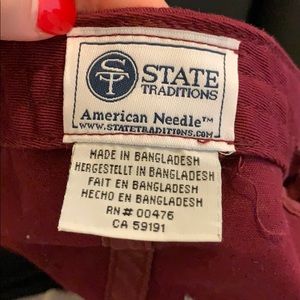 ST
STATE
TRADITIONS
American Needle™
WWW.STATETRADITIONS.COM
MADE IN BANGLADESH
HERGESTELLT IN BANGLADESH
FAIT EN BANGLADESH
HECHO EN BANGLADESH
RN# 00476
CA 59191